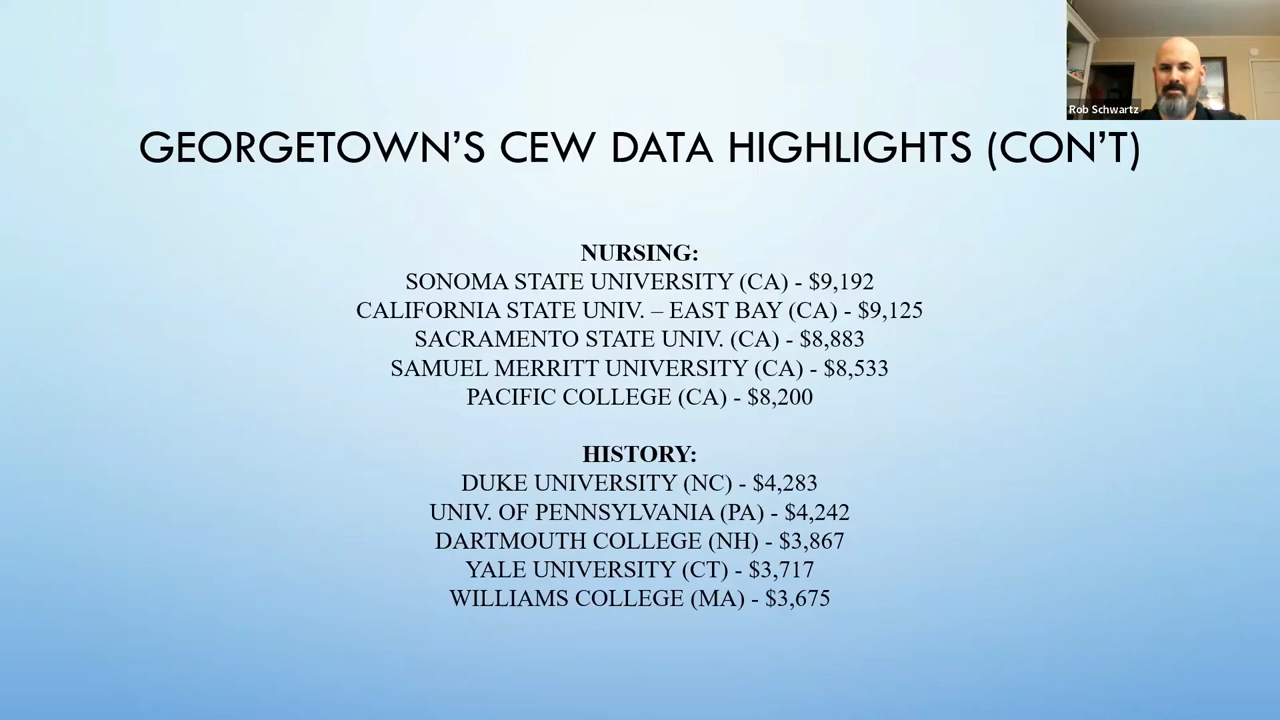 Rob Schwartz
GEORGETOWN’S CEW DATA HIGHLIGHTS (CON’T)
NURSING:
SONOMA STATE UNIVERSITY (CA) - $9,192
CALIFORNIA STATE UNIV. – EAST BAY (CA) - $9,125
SACRAMENTO STATE UNIV. (CA) - $8,883
SAMUEL MERRITT UNIVERSITY (CA) - $8,533
PACIFIC COLLEGE (CA) - $8,200
HISTORY:
DUKE UNIVERSITY (NC) - $4,283
UNIV. OF PENNSYLVANIA (PA) - $4,242
DARTMOUTH COLLEGE (NH) - $3,867
YALE UNIVERSITY (CT) - $3,717
WILLIAMS COLLEGE (MA) - $3,675